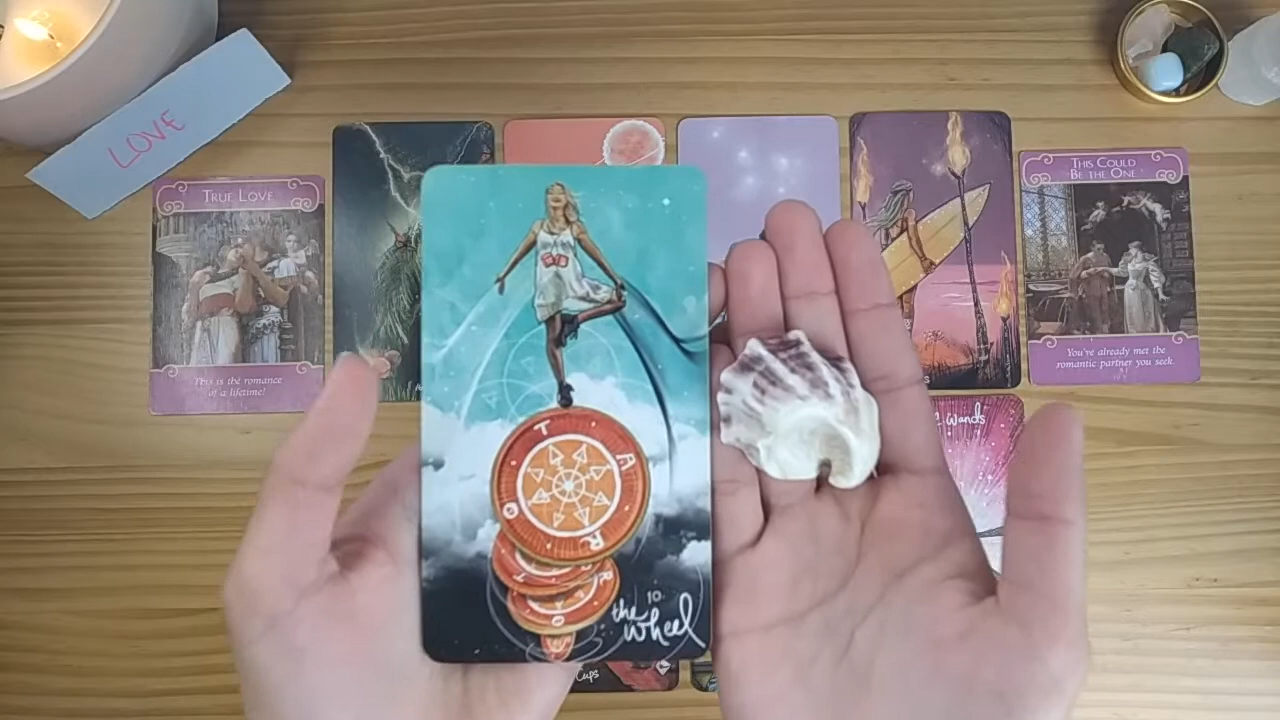 LOVE
TRUE LOVE
This is the romance
of a lifetime!
THIS COULD
BE THE ONE
You've already met the
romantic partner you seek.
TARO
10
the
wheel
wands
Cups